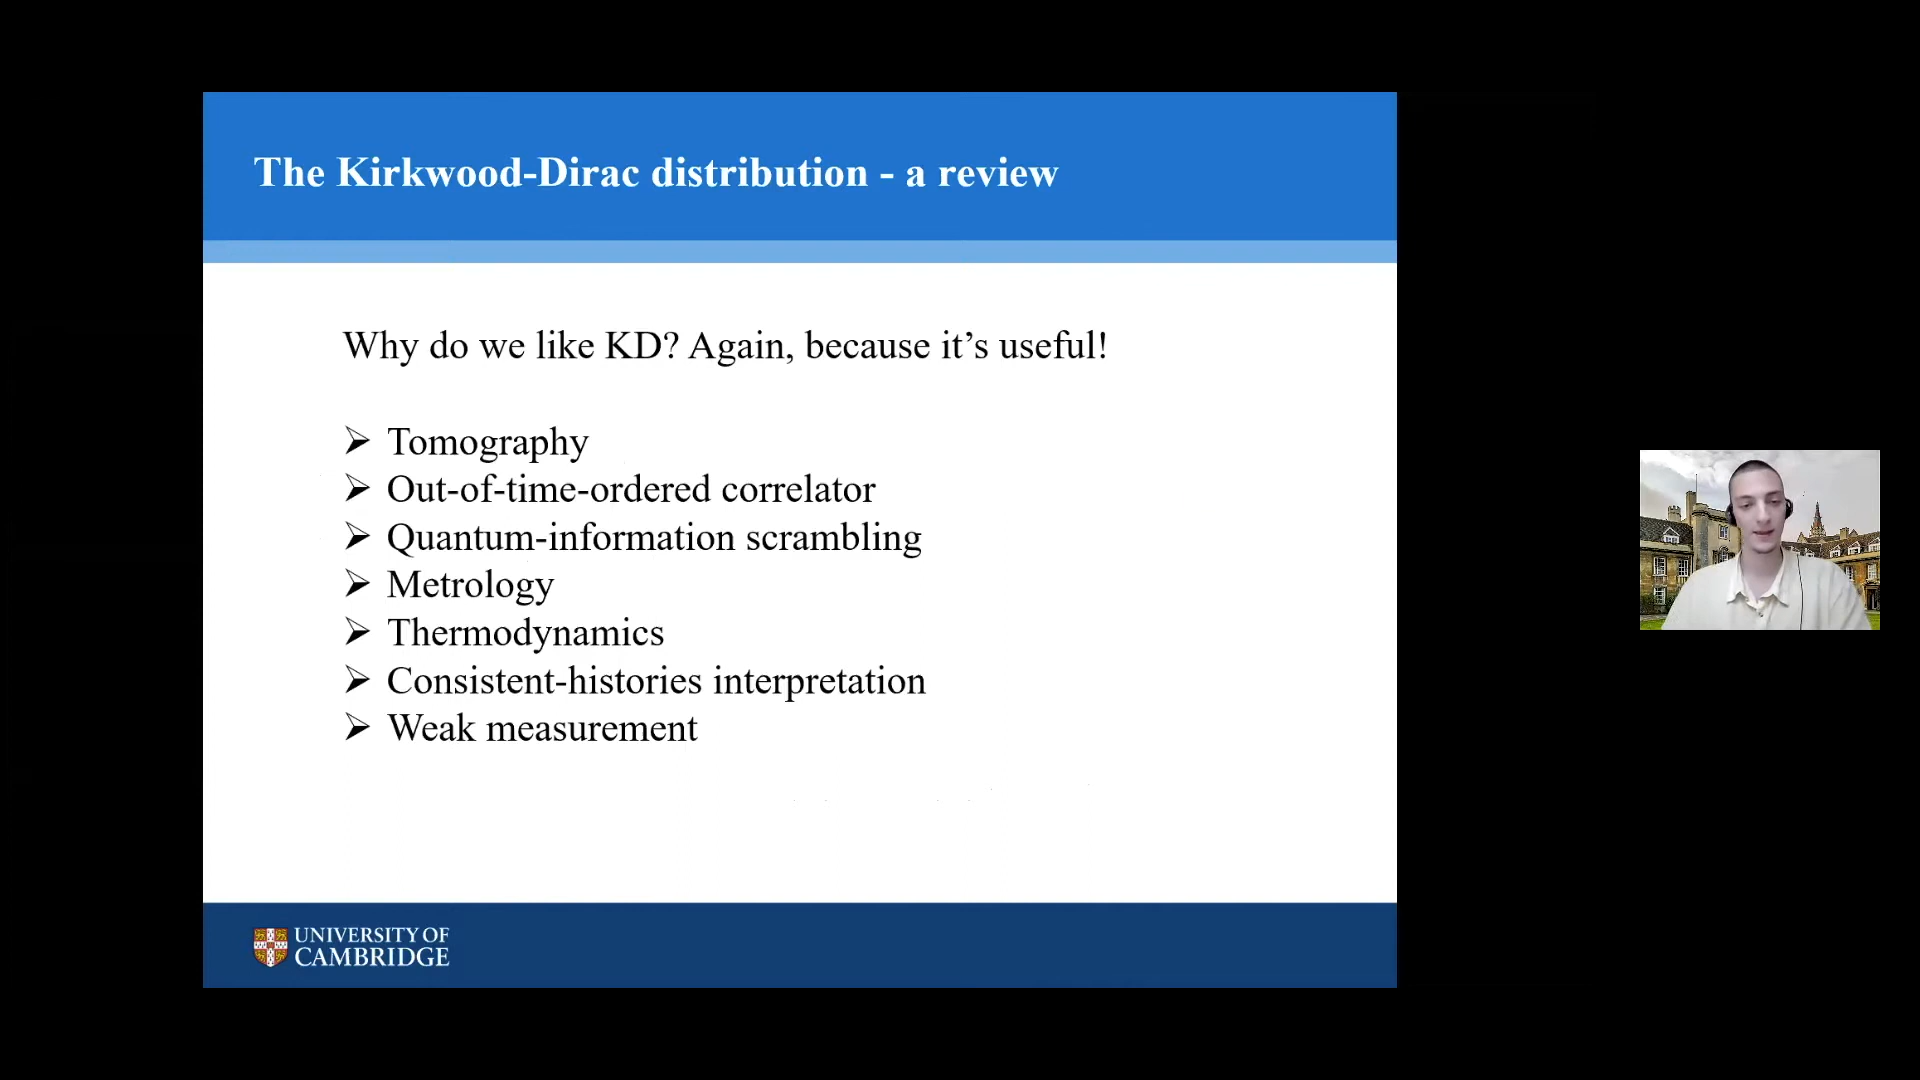 The Kirkwood-Dirac distribution - a review
Why do we like KD? Again, because it’s useful!
➢ Tomography
➢ Out-of-time-ordered correlator
➢ Quantum-information scrambling
➢ Metrology
➢ Thermodynamics
➢ Consistent-histories interpretation
➢ Weak measurement
UNIVERSITY OF
CAMBRIDGE